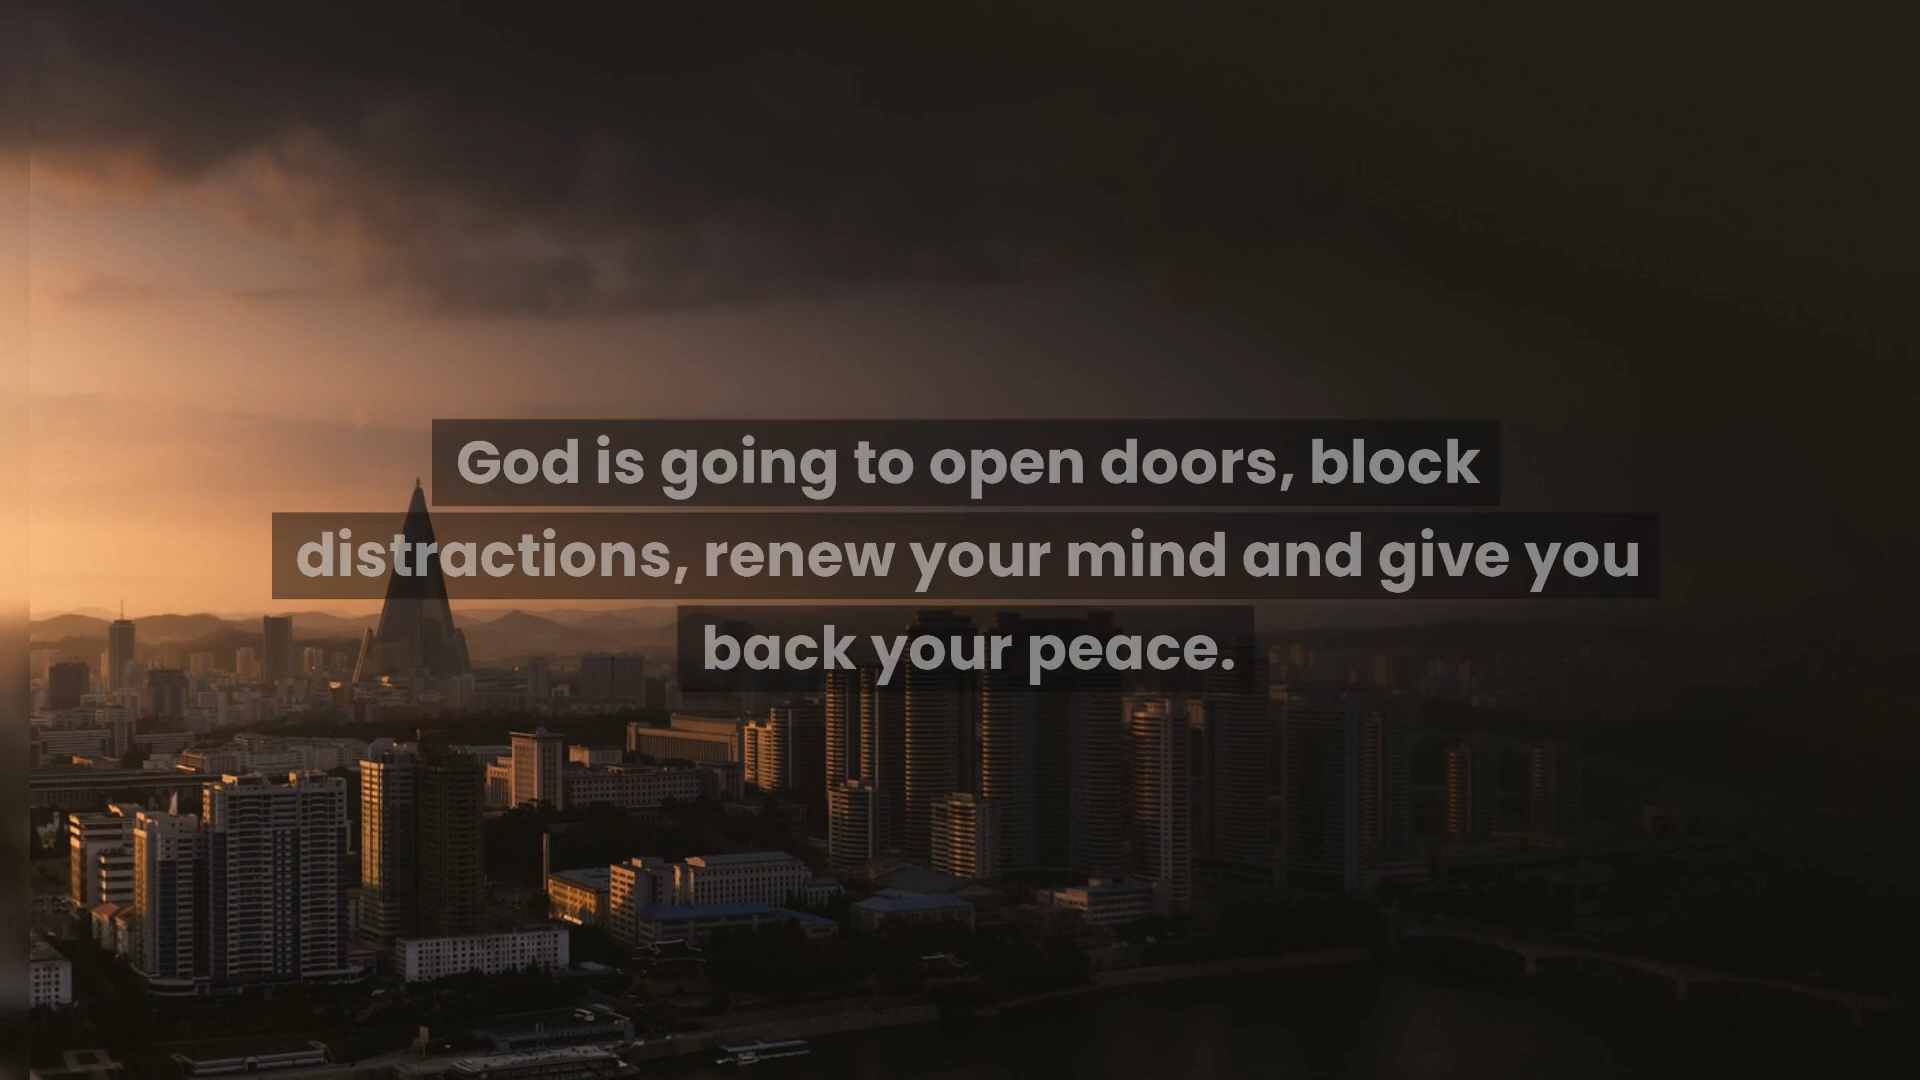 God is going to open doors, block
distractions, renew your mind and give you
back your peace.